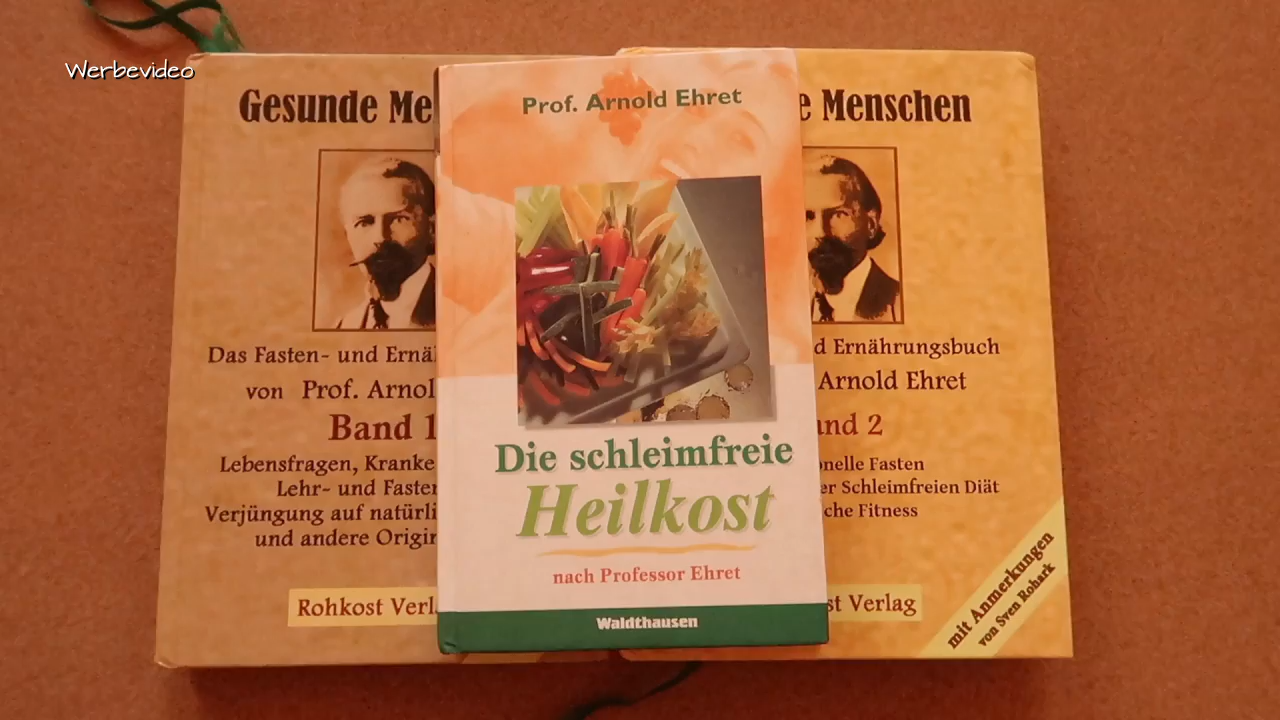 Werbevideo
Gesunde Me
Das Fasten- und Ernäh
von Prof. Arnol
Band 1
Lebensfragen, Kranke
Lehr- und Faste
Verjüngung auf natürli
und andere Origin
Rohkost Verla
Prof. Arnold Ehret
Die schleimfreie
Heilkost
nach Professor Ehret
Waldthausen
e Menschen
d Ernährungsbuch
Arnold Ehret
and 2
onelle Fasten
er Schleimfreien Diät
che Fitness
st Verlag
mit Anmerkungen
von Sven Rohark